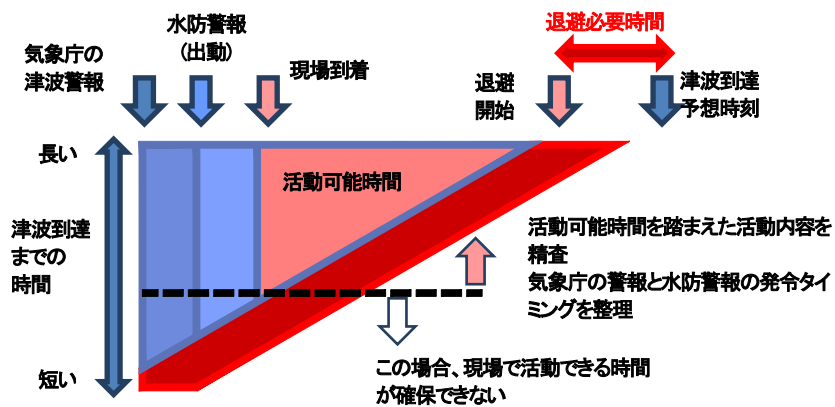 退避必要時間
水防警報
(出動)
気象庁の
津波警報
現場到着
退避
開始
津波到達
予想時刻
長い
活動可能時間
津波到達
までの
時間
活動可能時間を踏まえた活動内容を
精査
気象庁の警報と水防警報の発令タイ
ミングを整理
短い
この場合、現場で活動できる時間
が確保できない